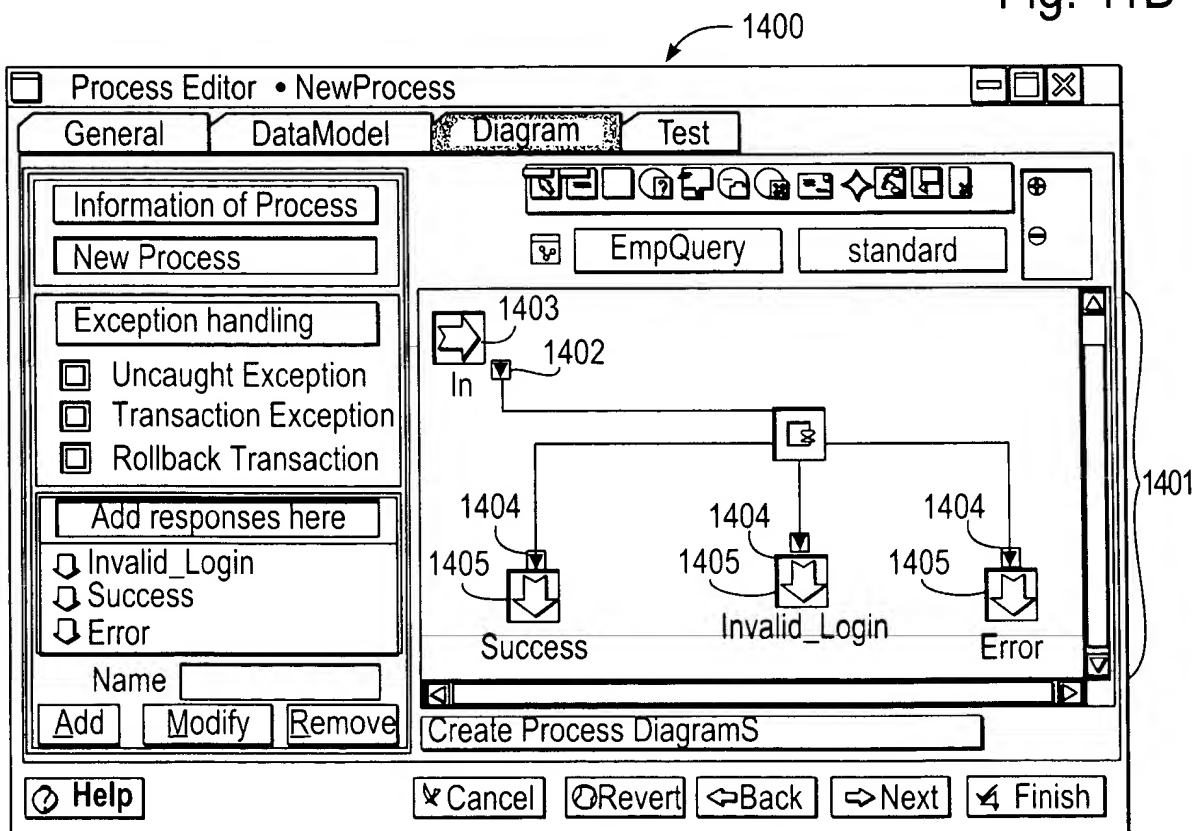 Fig. 11B
1400
Process Editor • NewProcess
General DataModel Diagram Test
Information of Process
New Process
EmpQuery standard
Exception handling
Uncaught Exception
Transaction Exception
Rollback Transaction
Add responses here
Invalid_Login
Success
Error
Name
Add Modify Remove
1403
1402
In
1401
1404 1404 1404
1405 1405 1405
Success Invalid_Login Error
Create Process DiagramS
Help Cancel Revert Back Next Finish